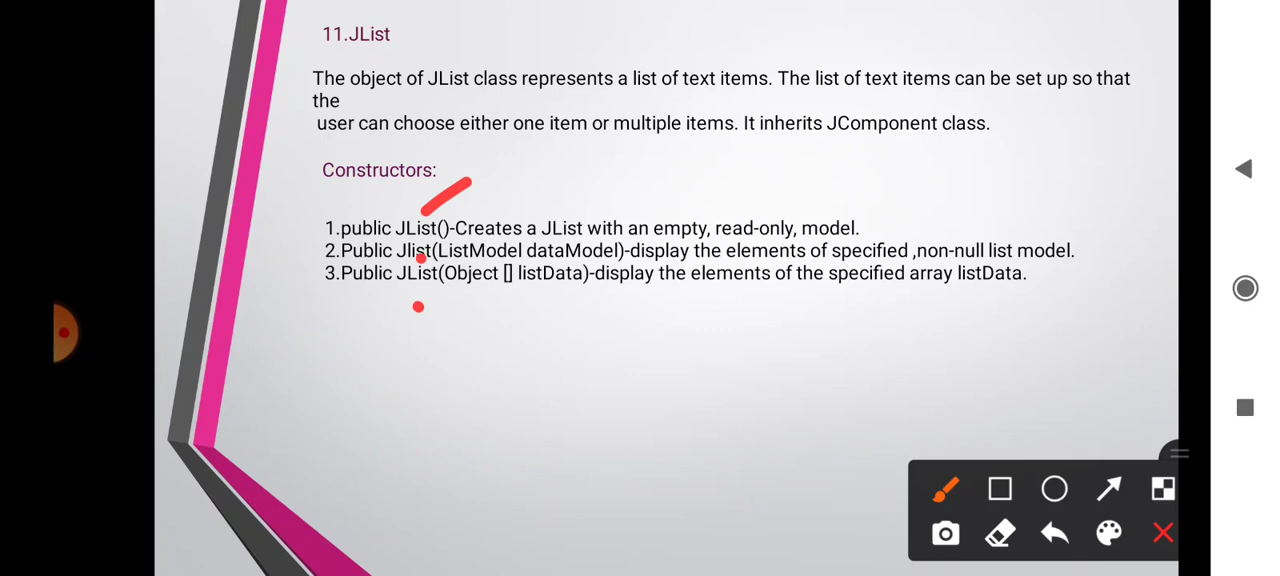 11.JList
The object of JList class represents a list of text items. The list of text items can be set up so that
the
user can choose either one item or multiple items. It inherits JComponent class.
Constructors:
1.public JList()-Creates a JList with an empty, read-only, model.
2.Public Jlist(ListModel dataModel)-display the elements of specified ,non-null list model.
3.Public JList(Object [] listData)-display the elements of the specified array listData.